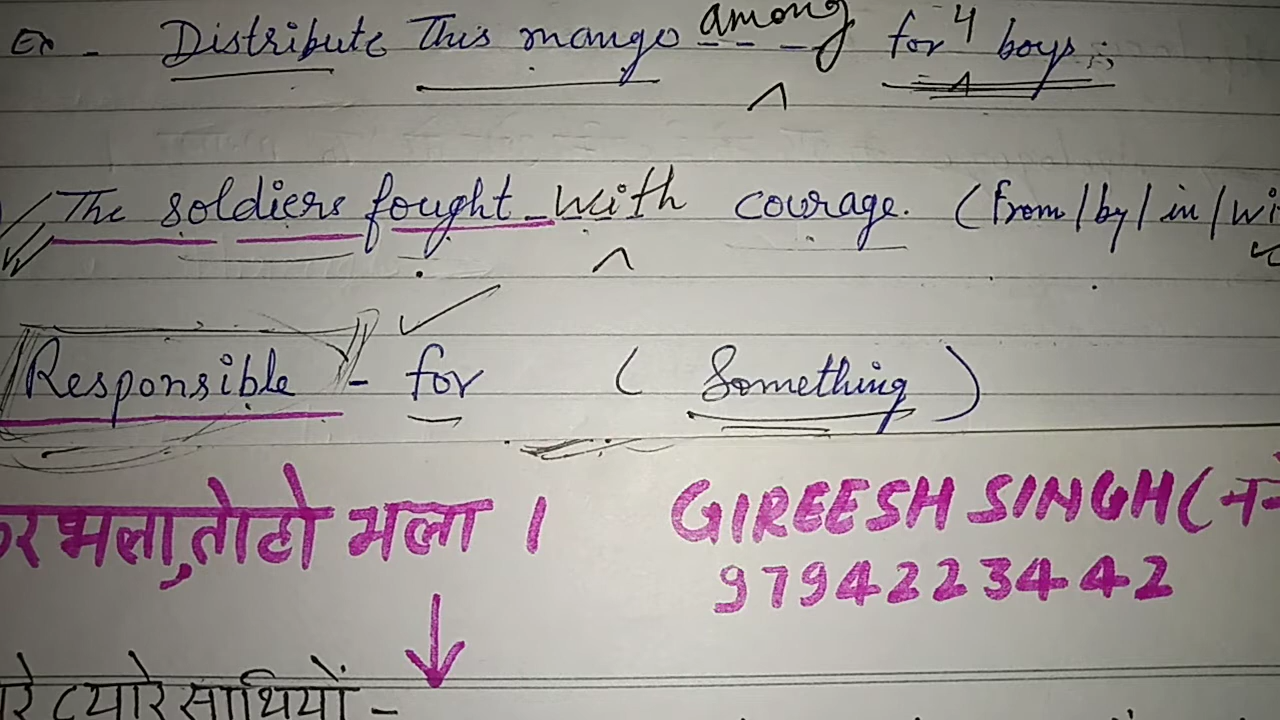 Ex - Distribute This mango among for 4 boys.
The soldiers fought with courage. (from/by/in/wi
Responsible - for (Something)
कर भला, तो हो भला । GIREESH SINGH (
9794223442
प्यारे साथियों -